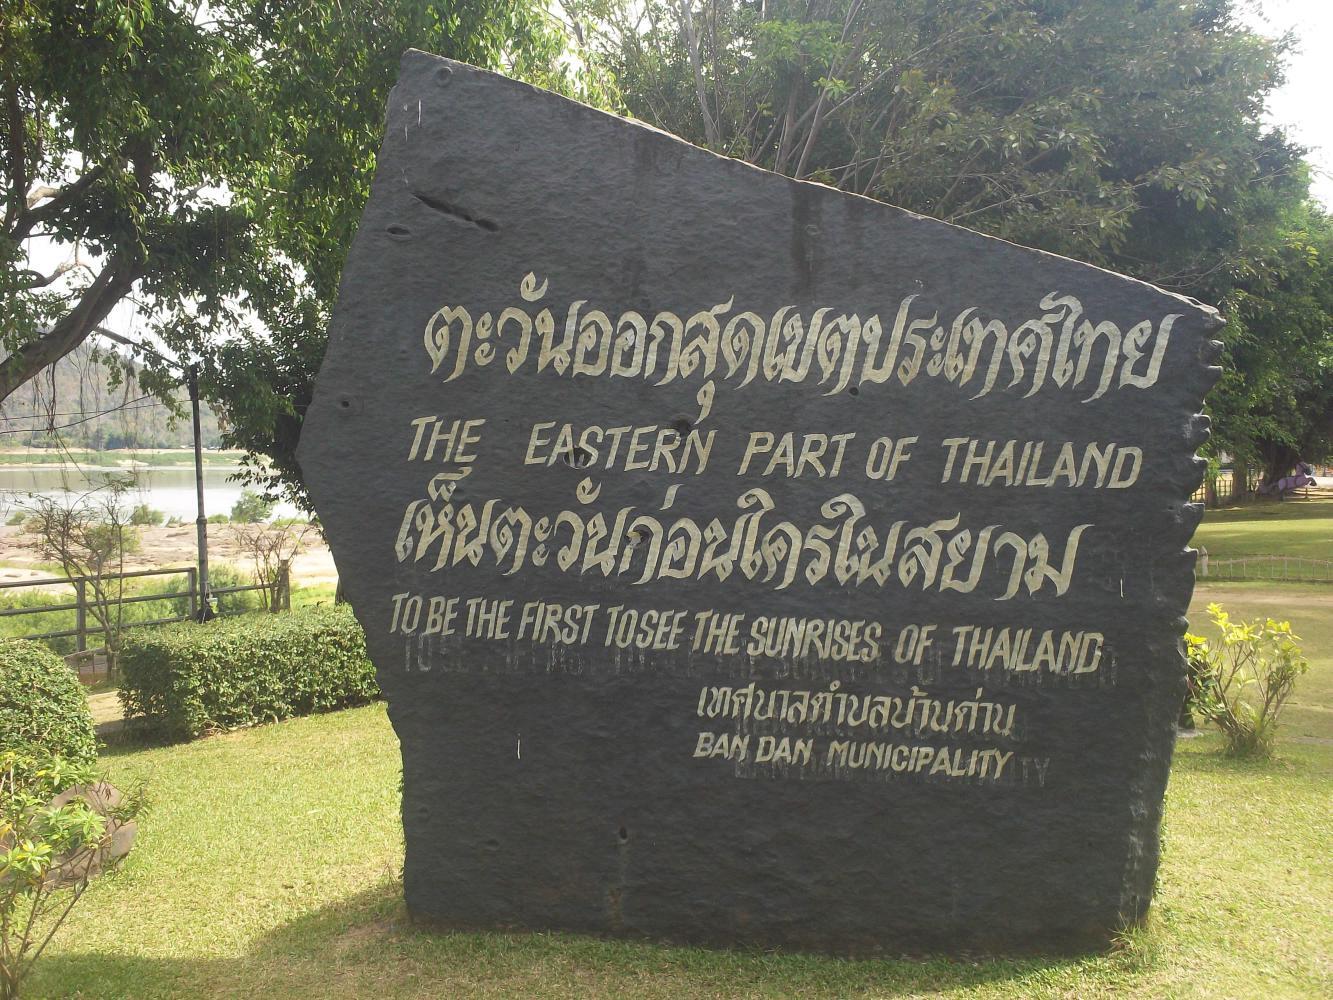 ตะวันออกสุดเขตประเทศไทย
THE EASTERN PART OF THAILAND
เห็นตะวันก่อนใครในสยาม
TO BE THE FIRST TO SEE THE SUNRISES OF THAILAND
เทศบาลตำบลบ้านด่าน
BAN DAN MUNICIPALITY